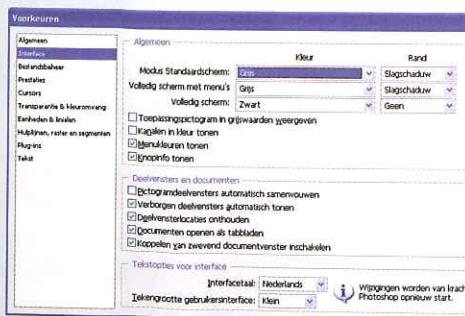 Voorkeuren
Algemeen
Interface
Bestandsbeheer
Prestaties
Cursors
Transparantie & kleuromvang
Eenheden & linialen
Hulplijnen, raster en segmenten
Plug-ins
Tekst
Algemeen
Kleur Rand
Modus Standaardscherm: Grijs Slagschaduw
Volledig scherm met menu's Grijs Slagschaduw
Volledig scherm: Zwart Geen
Toepassingspictogram in grijswaarden weergeven
Kanalen in kleur tonen
Menukleuren tonen
Knopinfo tonen
Deelvensters en documenten
Pictogramdeelvensters automatisch samenvouwen
Verborgen deelvensters automatisch tonen
Deelvensterlocaties onthouden
Documenten openen als tabbladen
Koppelen van zwevend documentvenster inschakelen
Tekstopties voor interface
Interfacetaal: Nederlands
Tekengrootte gebruikersinterface: Klein
Wijzigingen worden van krach
Photoshop opnieuw start.